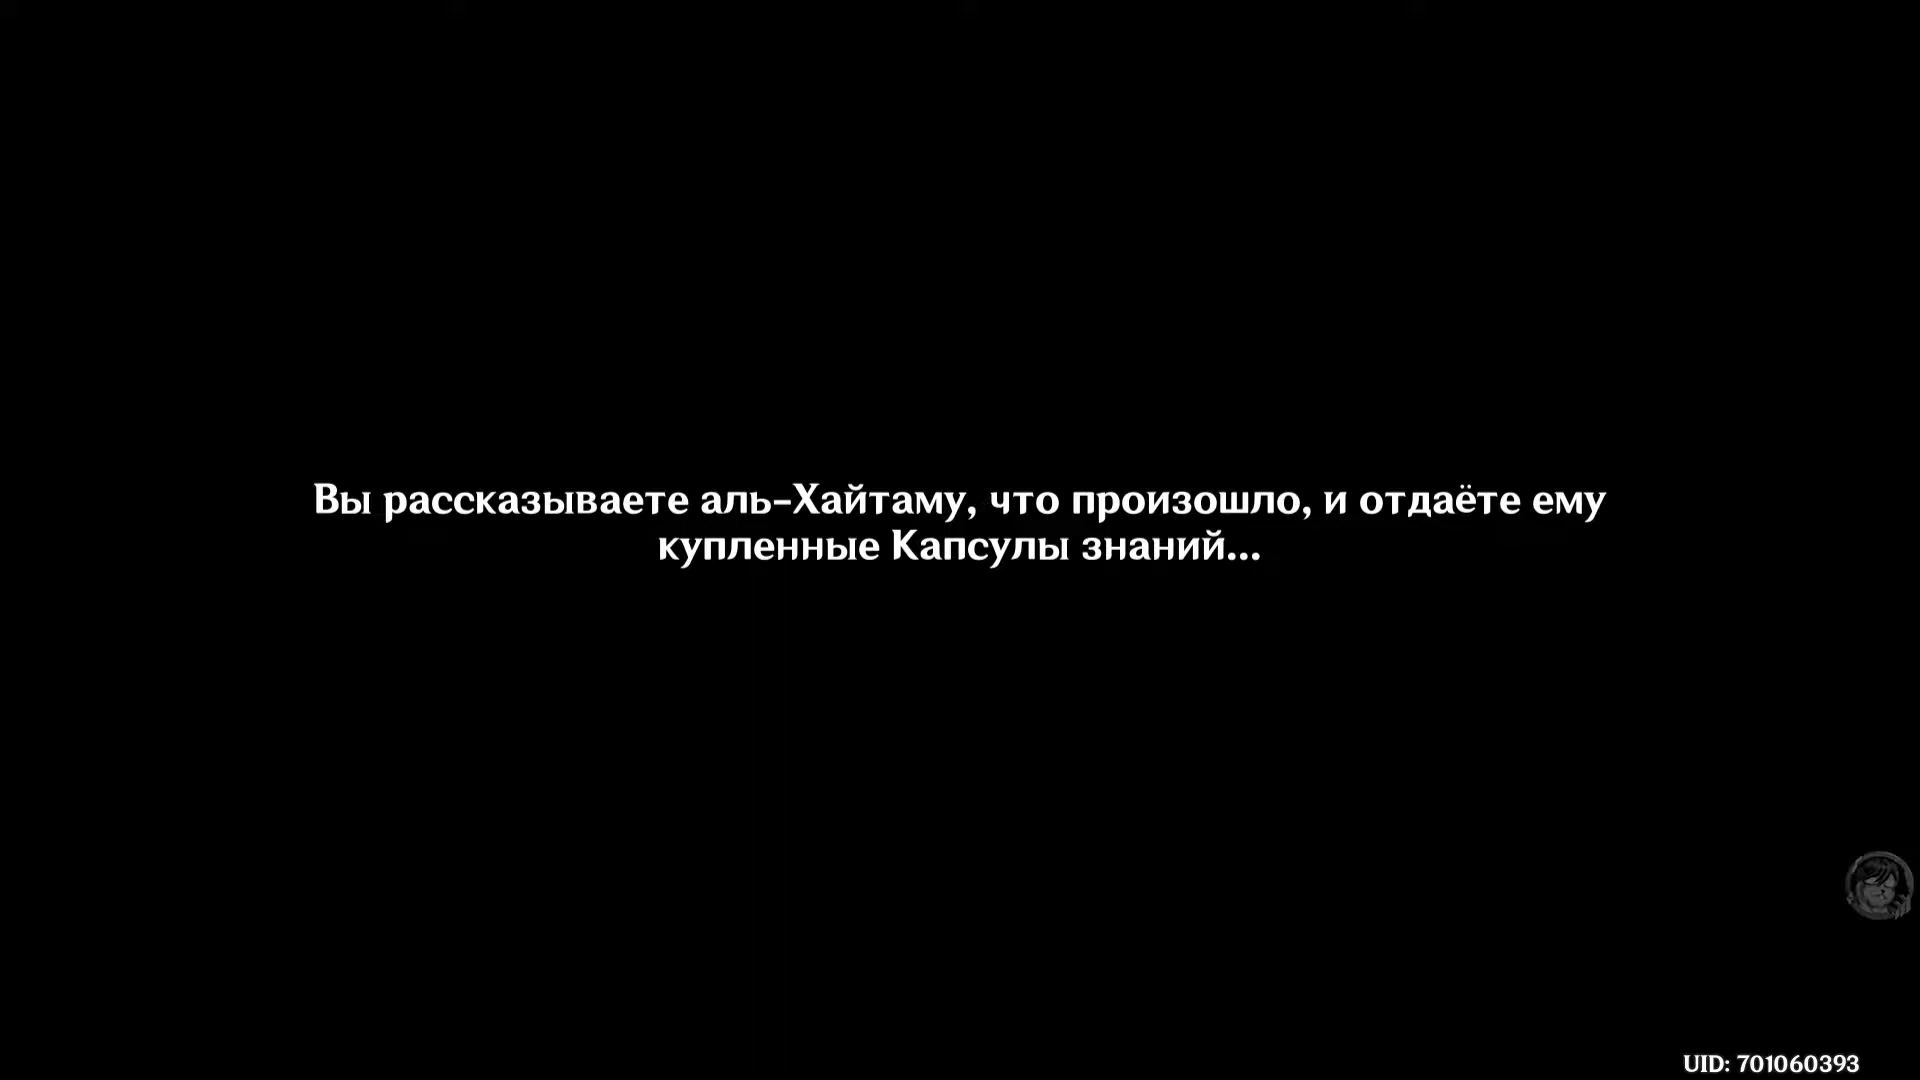 Вы рассказываете аль-Хайтаму, что произошло, и отдаёте ему
купленные Капсулы знаний...
UID: 701060393